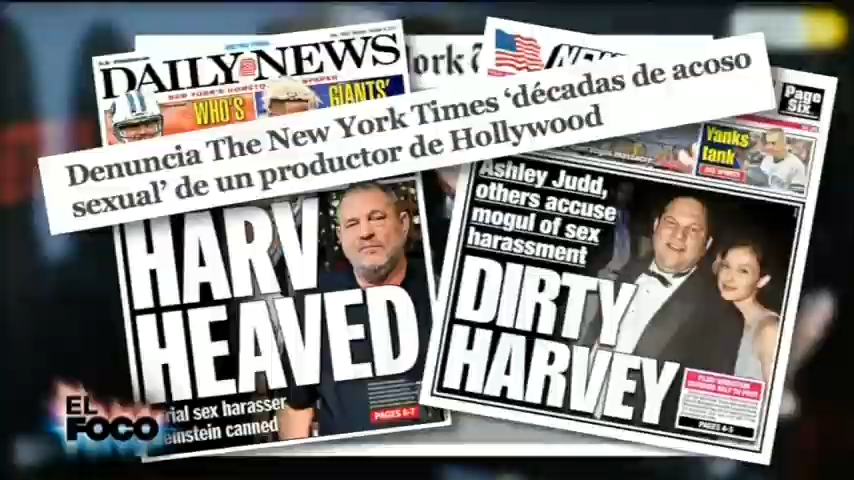 DAILY NEWS
WHO'S
GIANTS'
ork
Page
Six
Yanks
tank
Denuncia The New York Times ‘décadas de acoso
sexual’ de un productor de Hollywood
HARV
HEAVED
rial sex harasser
einstein canned
PAGES 6-7
Ashley Judd,
others accuse
mogul of sex
harassment
DIRTY
HARVEY
PAGES 4-5
EL
FOCO